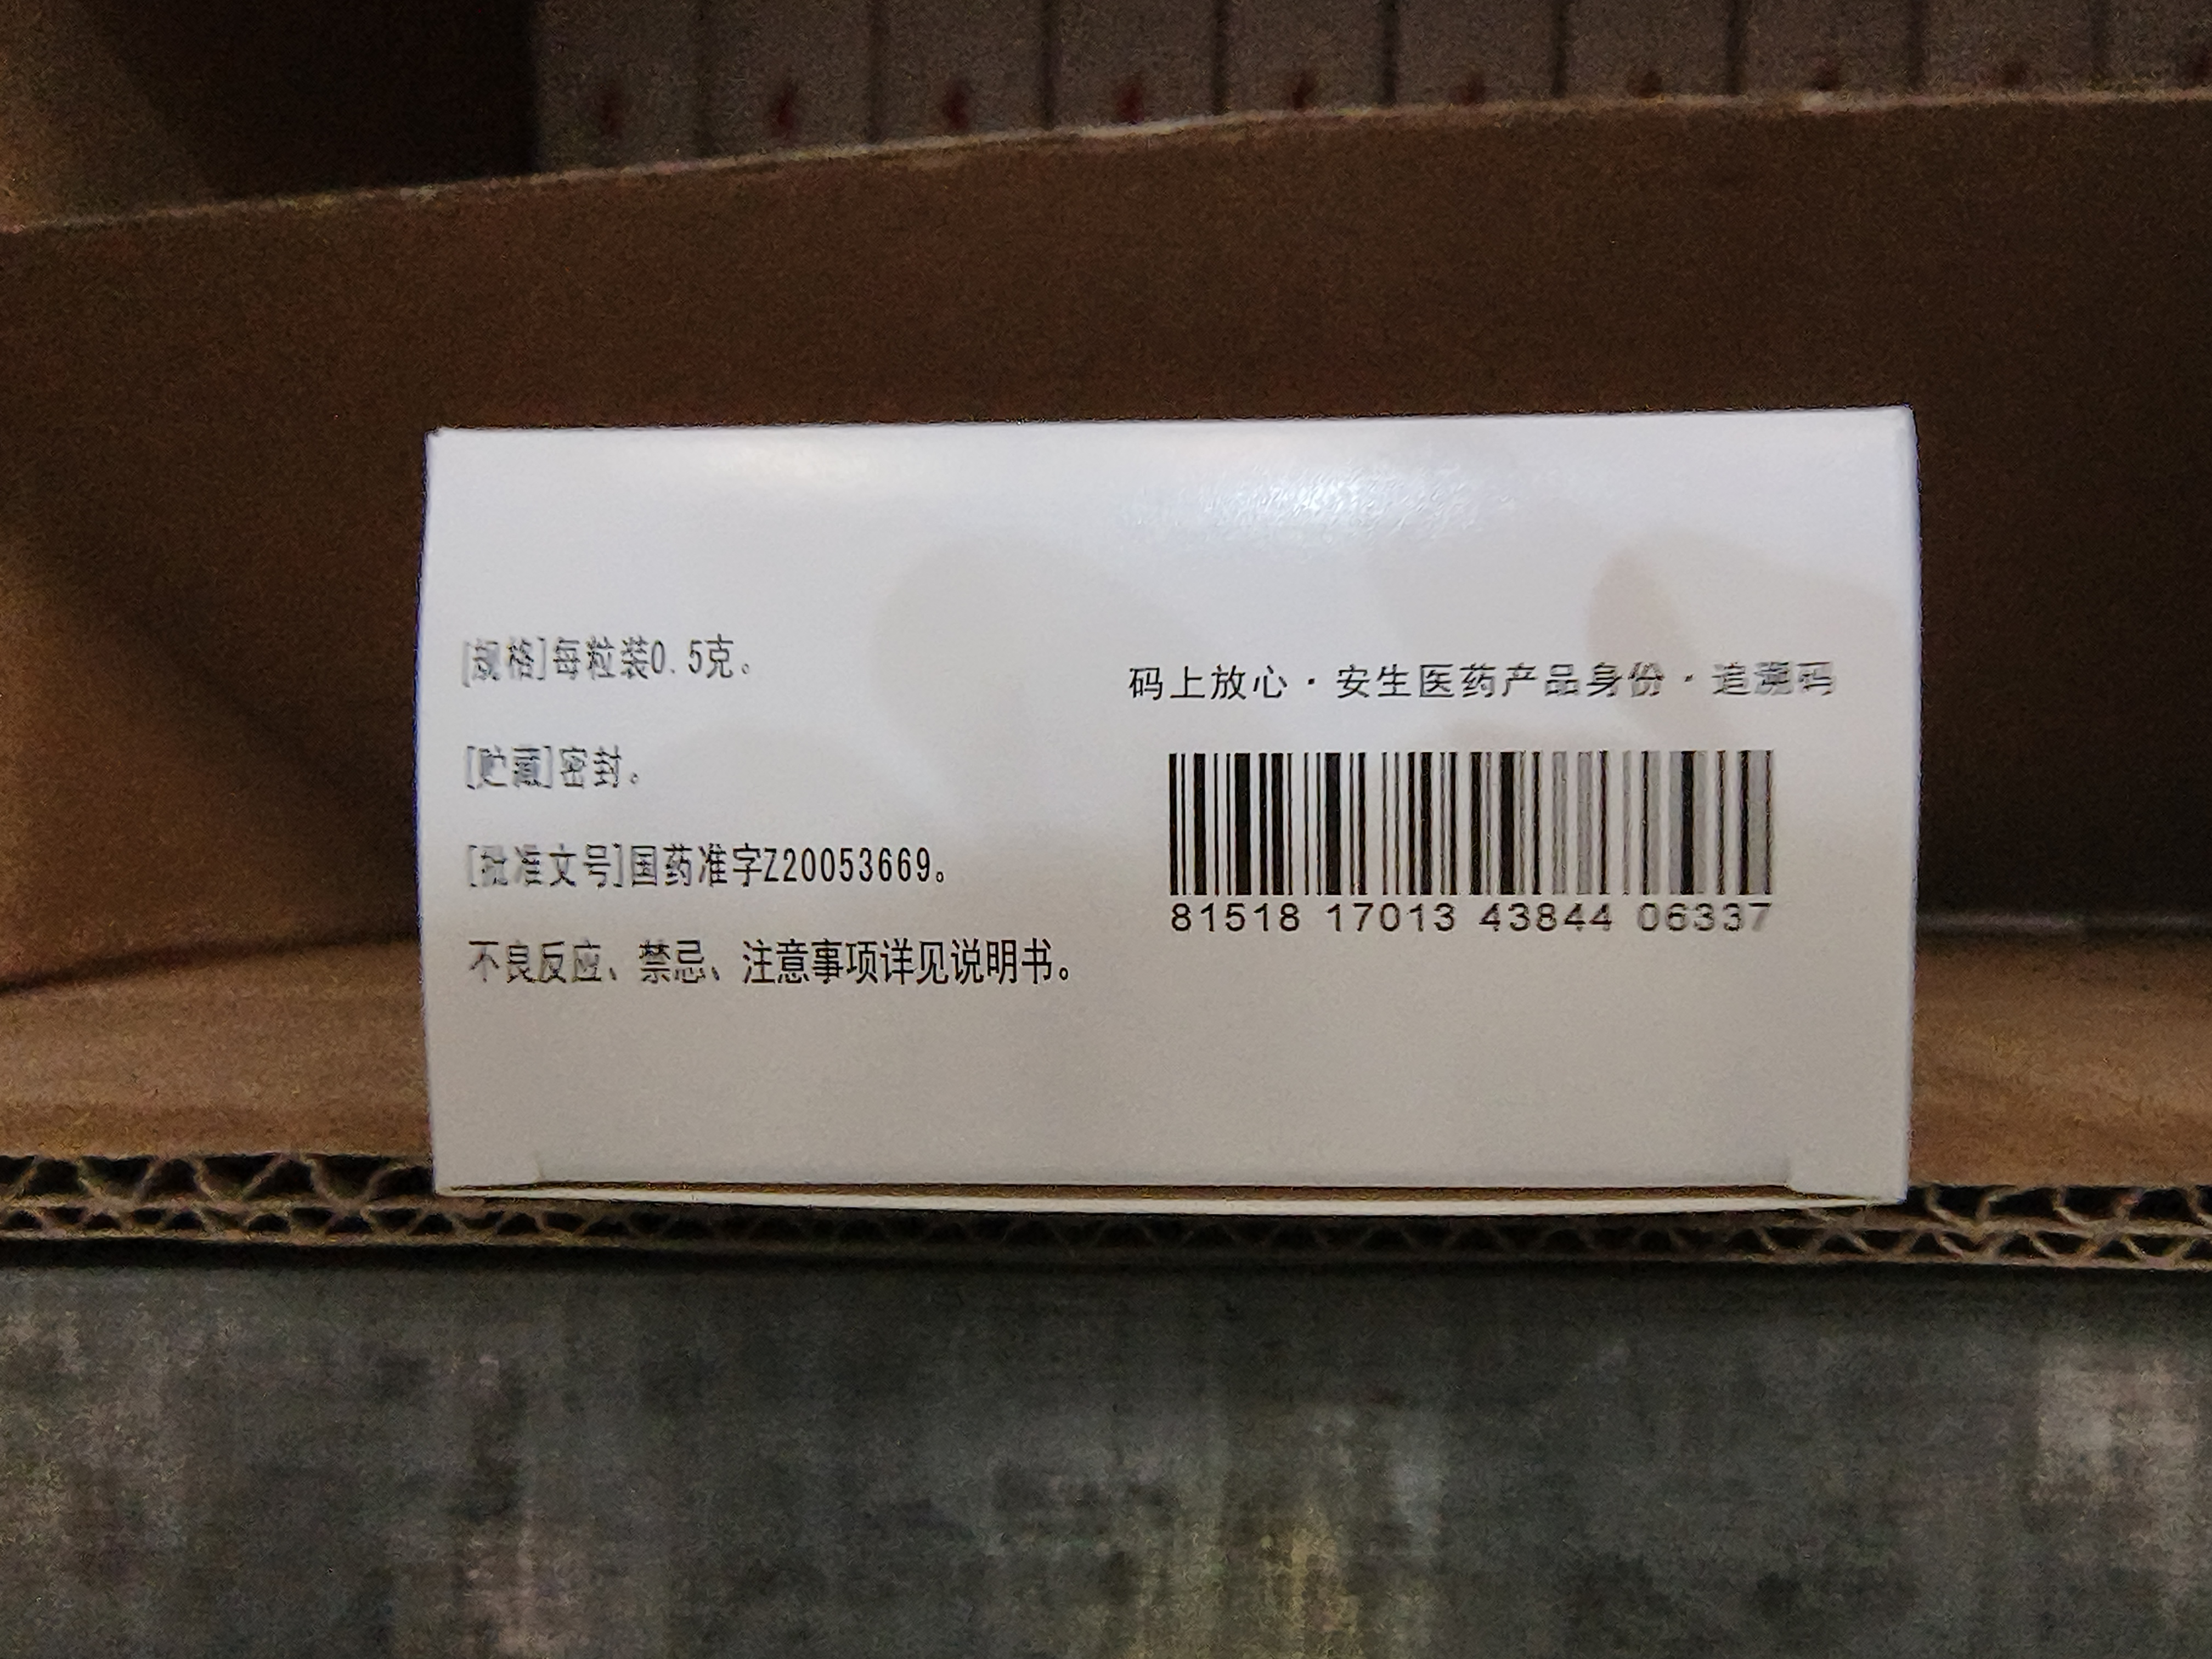 [规格]每粒装0.5克。
[贮藏]密封。
[批准文号]国药准字Z20053669。
不良反应、禁忌、注意事项详见说明书。
码上放心·安生医药产品身份·追溯码
81518 17013 43844 06337